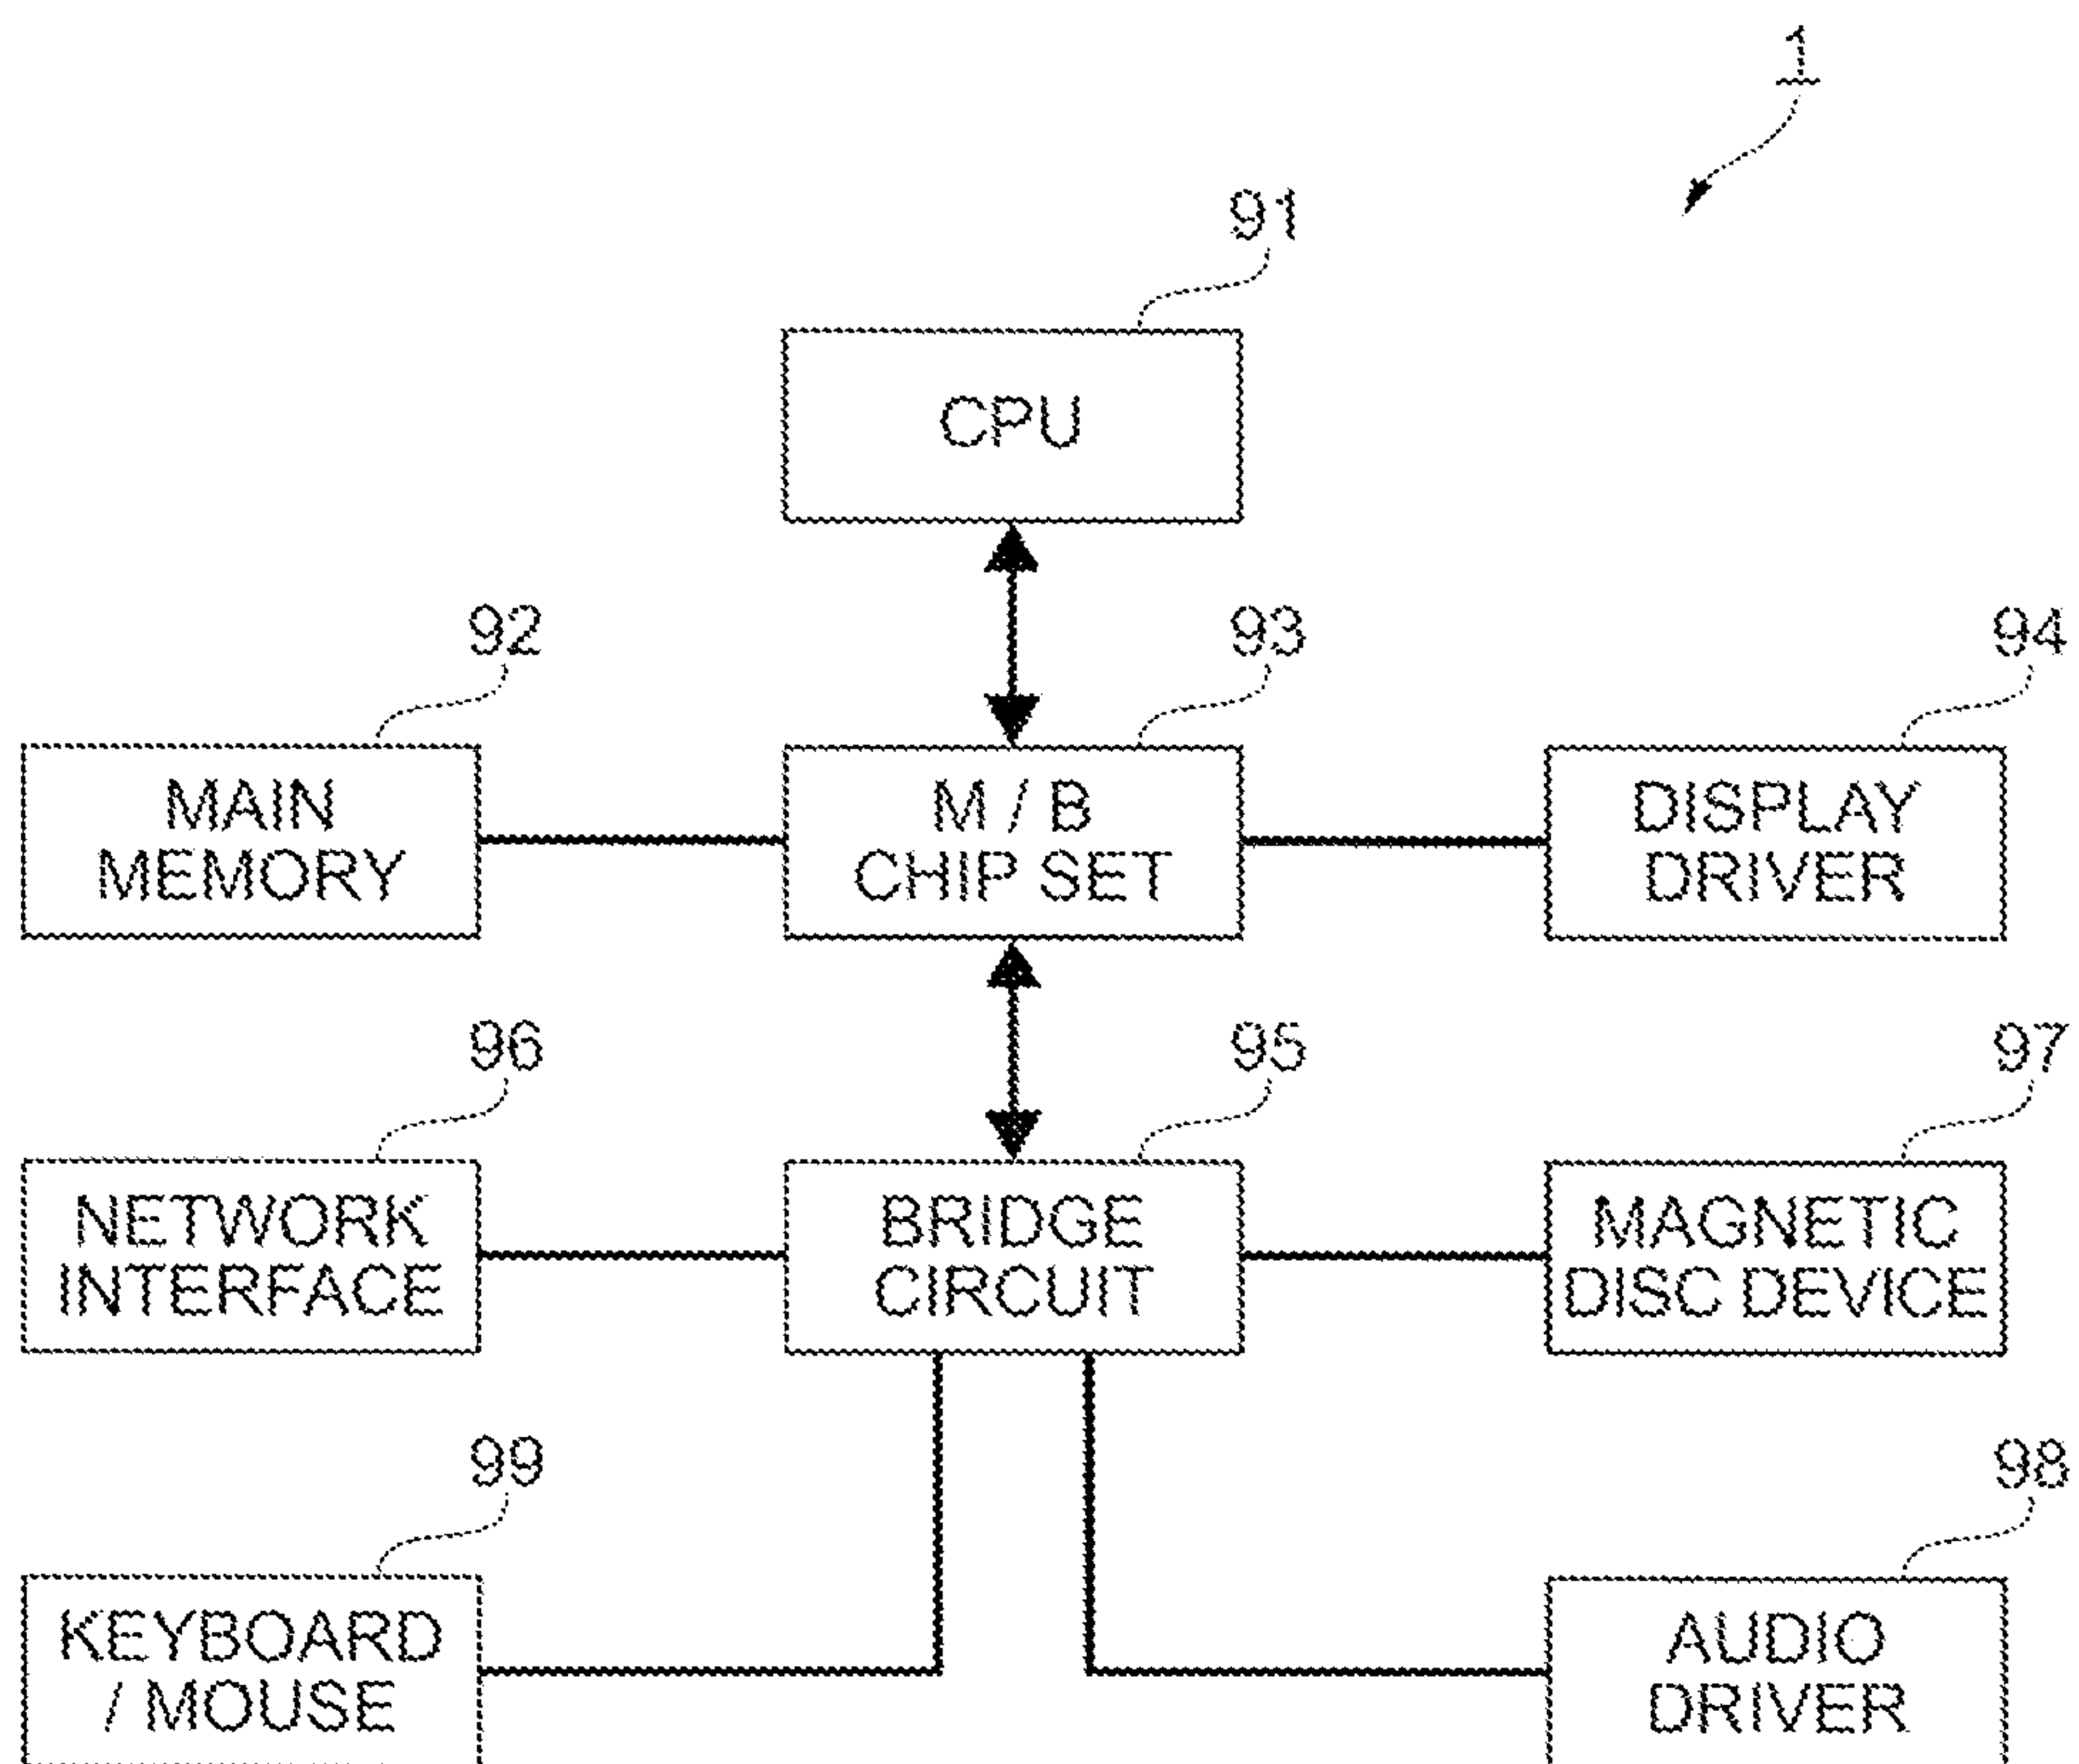 1
91
CPU
92
93
94
MAIN
MEMORY
M / B
CHIP SET
DISPLAY
DRIVER
96
95
97
NETWORK
INTERFACE
BRIDGE
CIRCUIT
MAGNETIC
DISC DEVICE
99
98
KEYBOARD
/ MOUSE
AUDIO
DRIVER